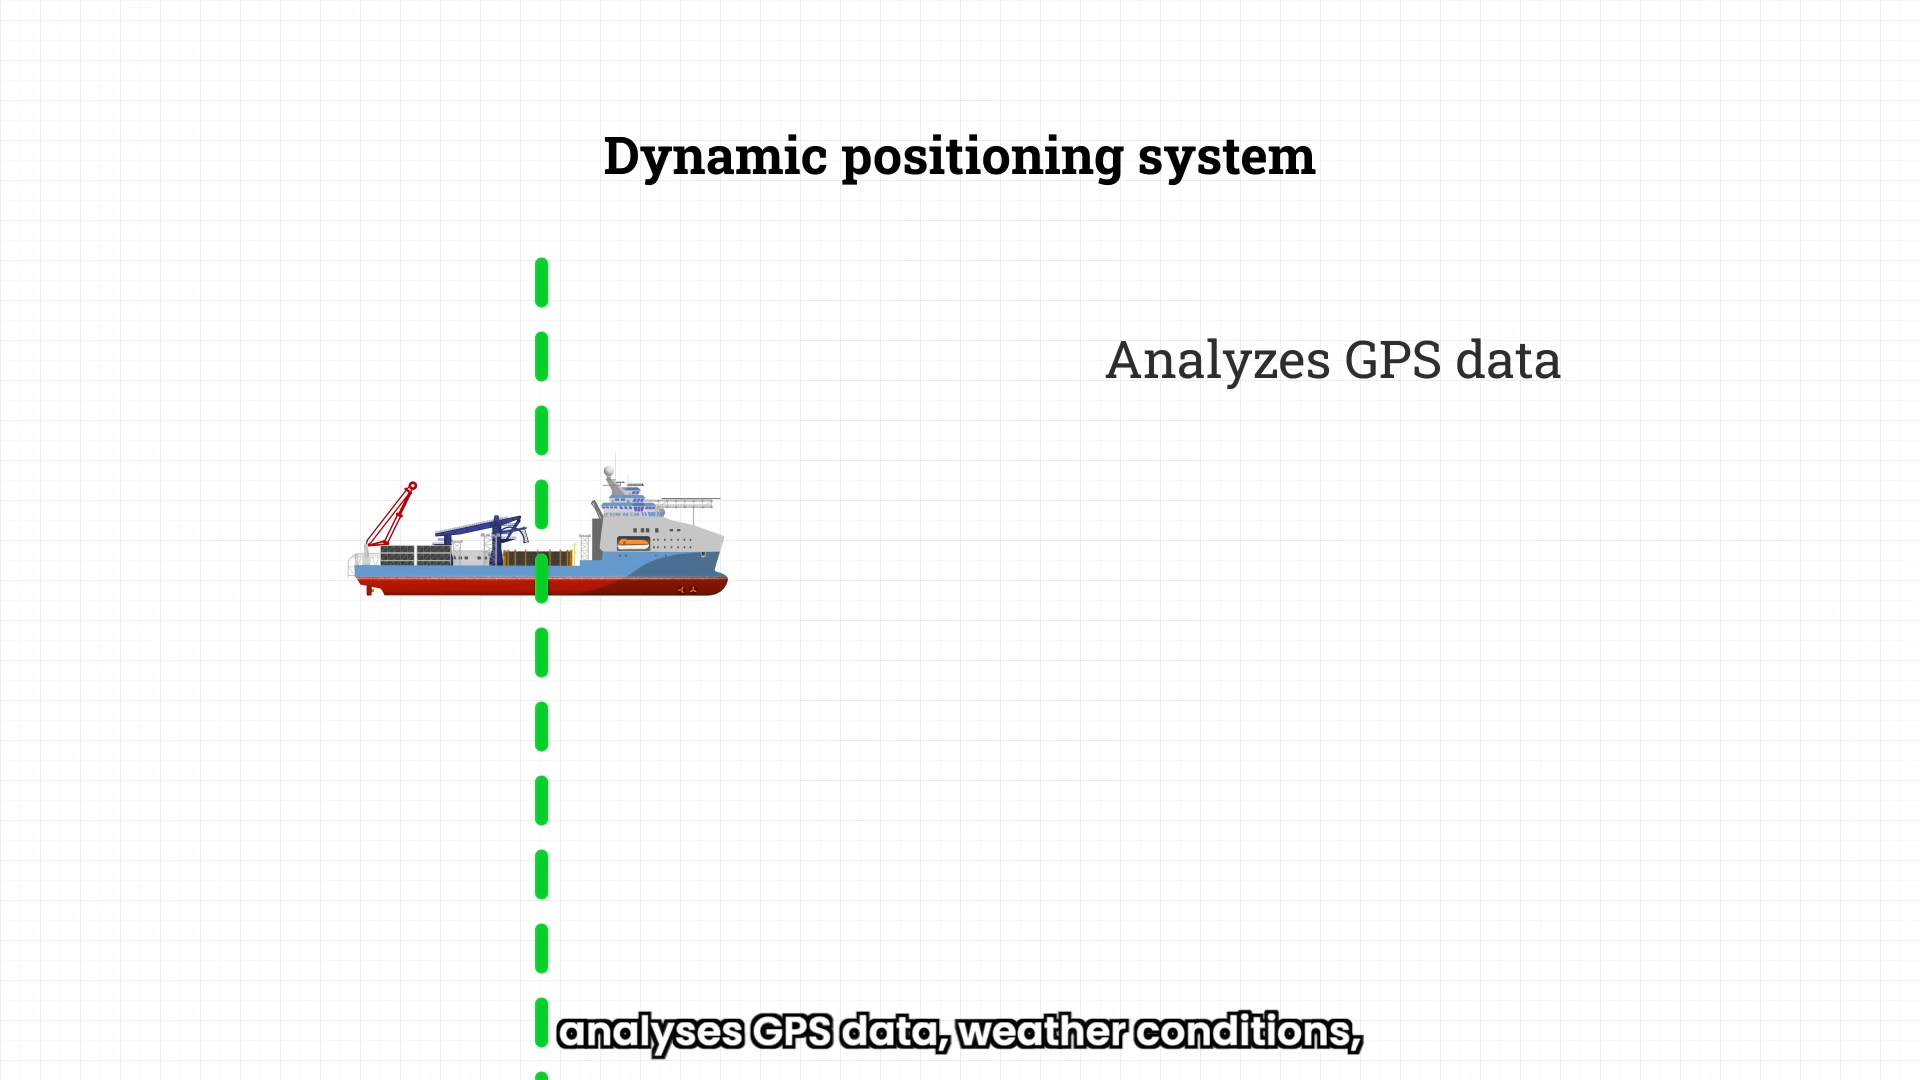 Dynamic positioning system
Analyzes GPS data
analyses GPS data, weather conditions,